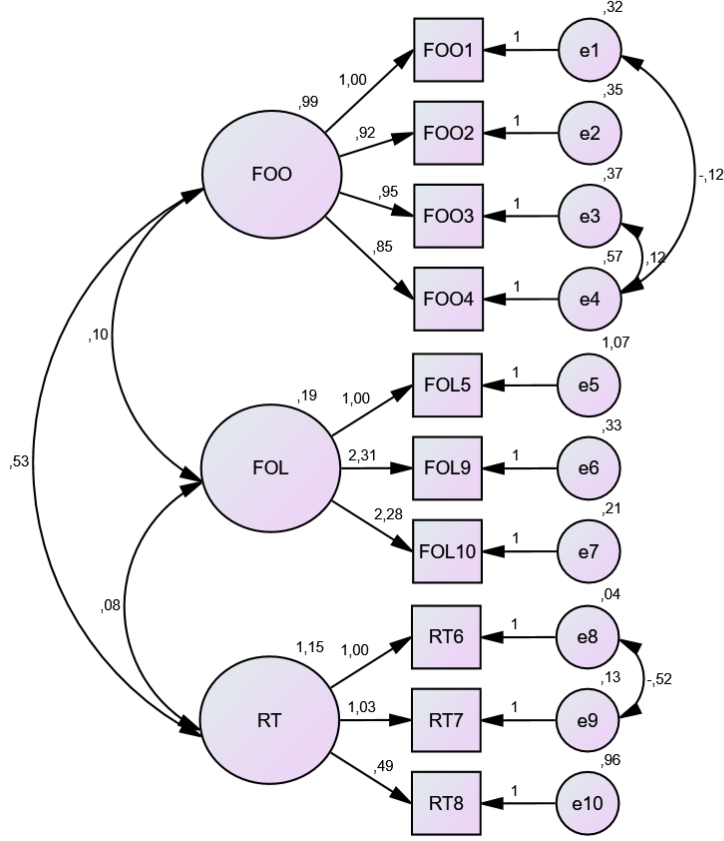 ,32
FOO1
1
e1
,99
1,00
,35
FOO2
1
e2
,92
FOO
-,12
,37
FOO3
1
e3
,95
,57
,12
FOO4
1
e4
,85
,10
1,07
FOL5
1
e5
,19
1,00
,33
,53
FOL
2,31
FOL9
1
e6
,21
2,28
FOL10
1
e7
,08
,04
RT6
1
e8
1,15
1,00
,13
-,52
RT
1,03
RT7
1
e9
,96
,49
RT8
1
e10